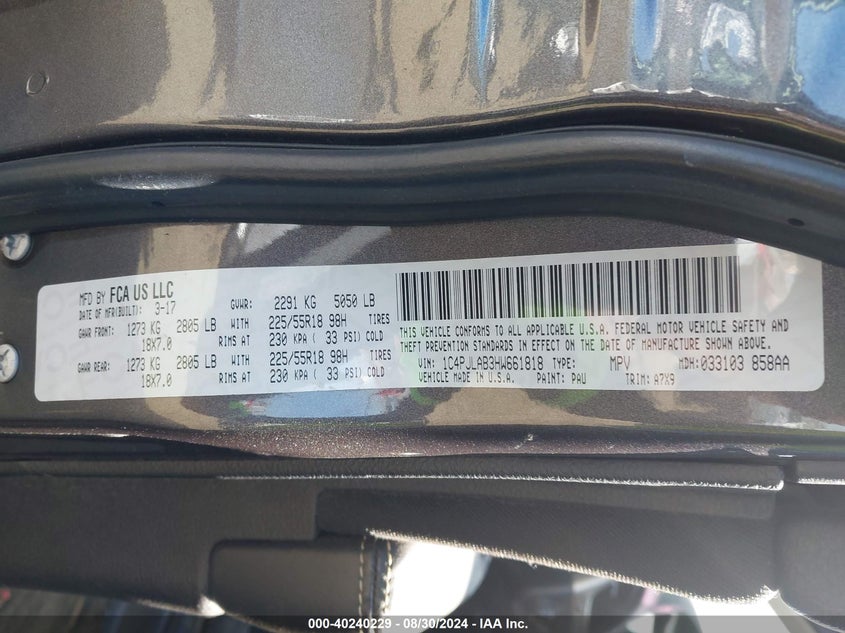 MFD BY FCA US LLC
DATE OF MFR(BUILT): 3-17
GVWR: 2291 KG 5050 LB
GAWR FRONT: 1273 KG 2805 LB WITH 225/55R18 98H TIRES
18X7.0 RIMS AT 230 KPA ( 33 PSI) COLD
GAWR REAR: 1273 KG 2805 LB WITH 225/55R18 98H TIRES
18X7.0 RIMS AT 230 KPA ( 33 PSI) COLD
THIS VEHICLE CONFORMS TO ALL APPLICABLE U.S.A. FEDERAL MOTOR VEHICLE SAFETY AND
THEFT PREVENTION STANDARDS IN EFFECT ON THE DATE OF MANUFACTURE SHOWN ABOVE.
VIN: 1C4PJLAB3HW661818 TYPE: MPV MDH:033103 858AA
VEHICLE MADE IN U.S.A. PAINT: PAU TRIM: A7X9
000-40240229 - 08/30/2024 - IAA Inc.